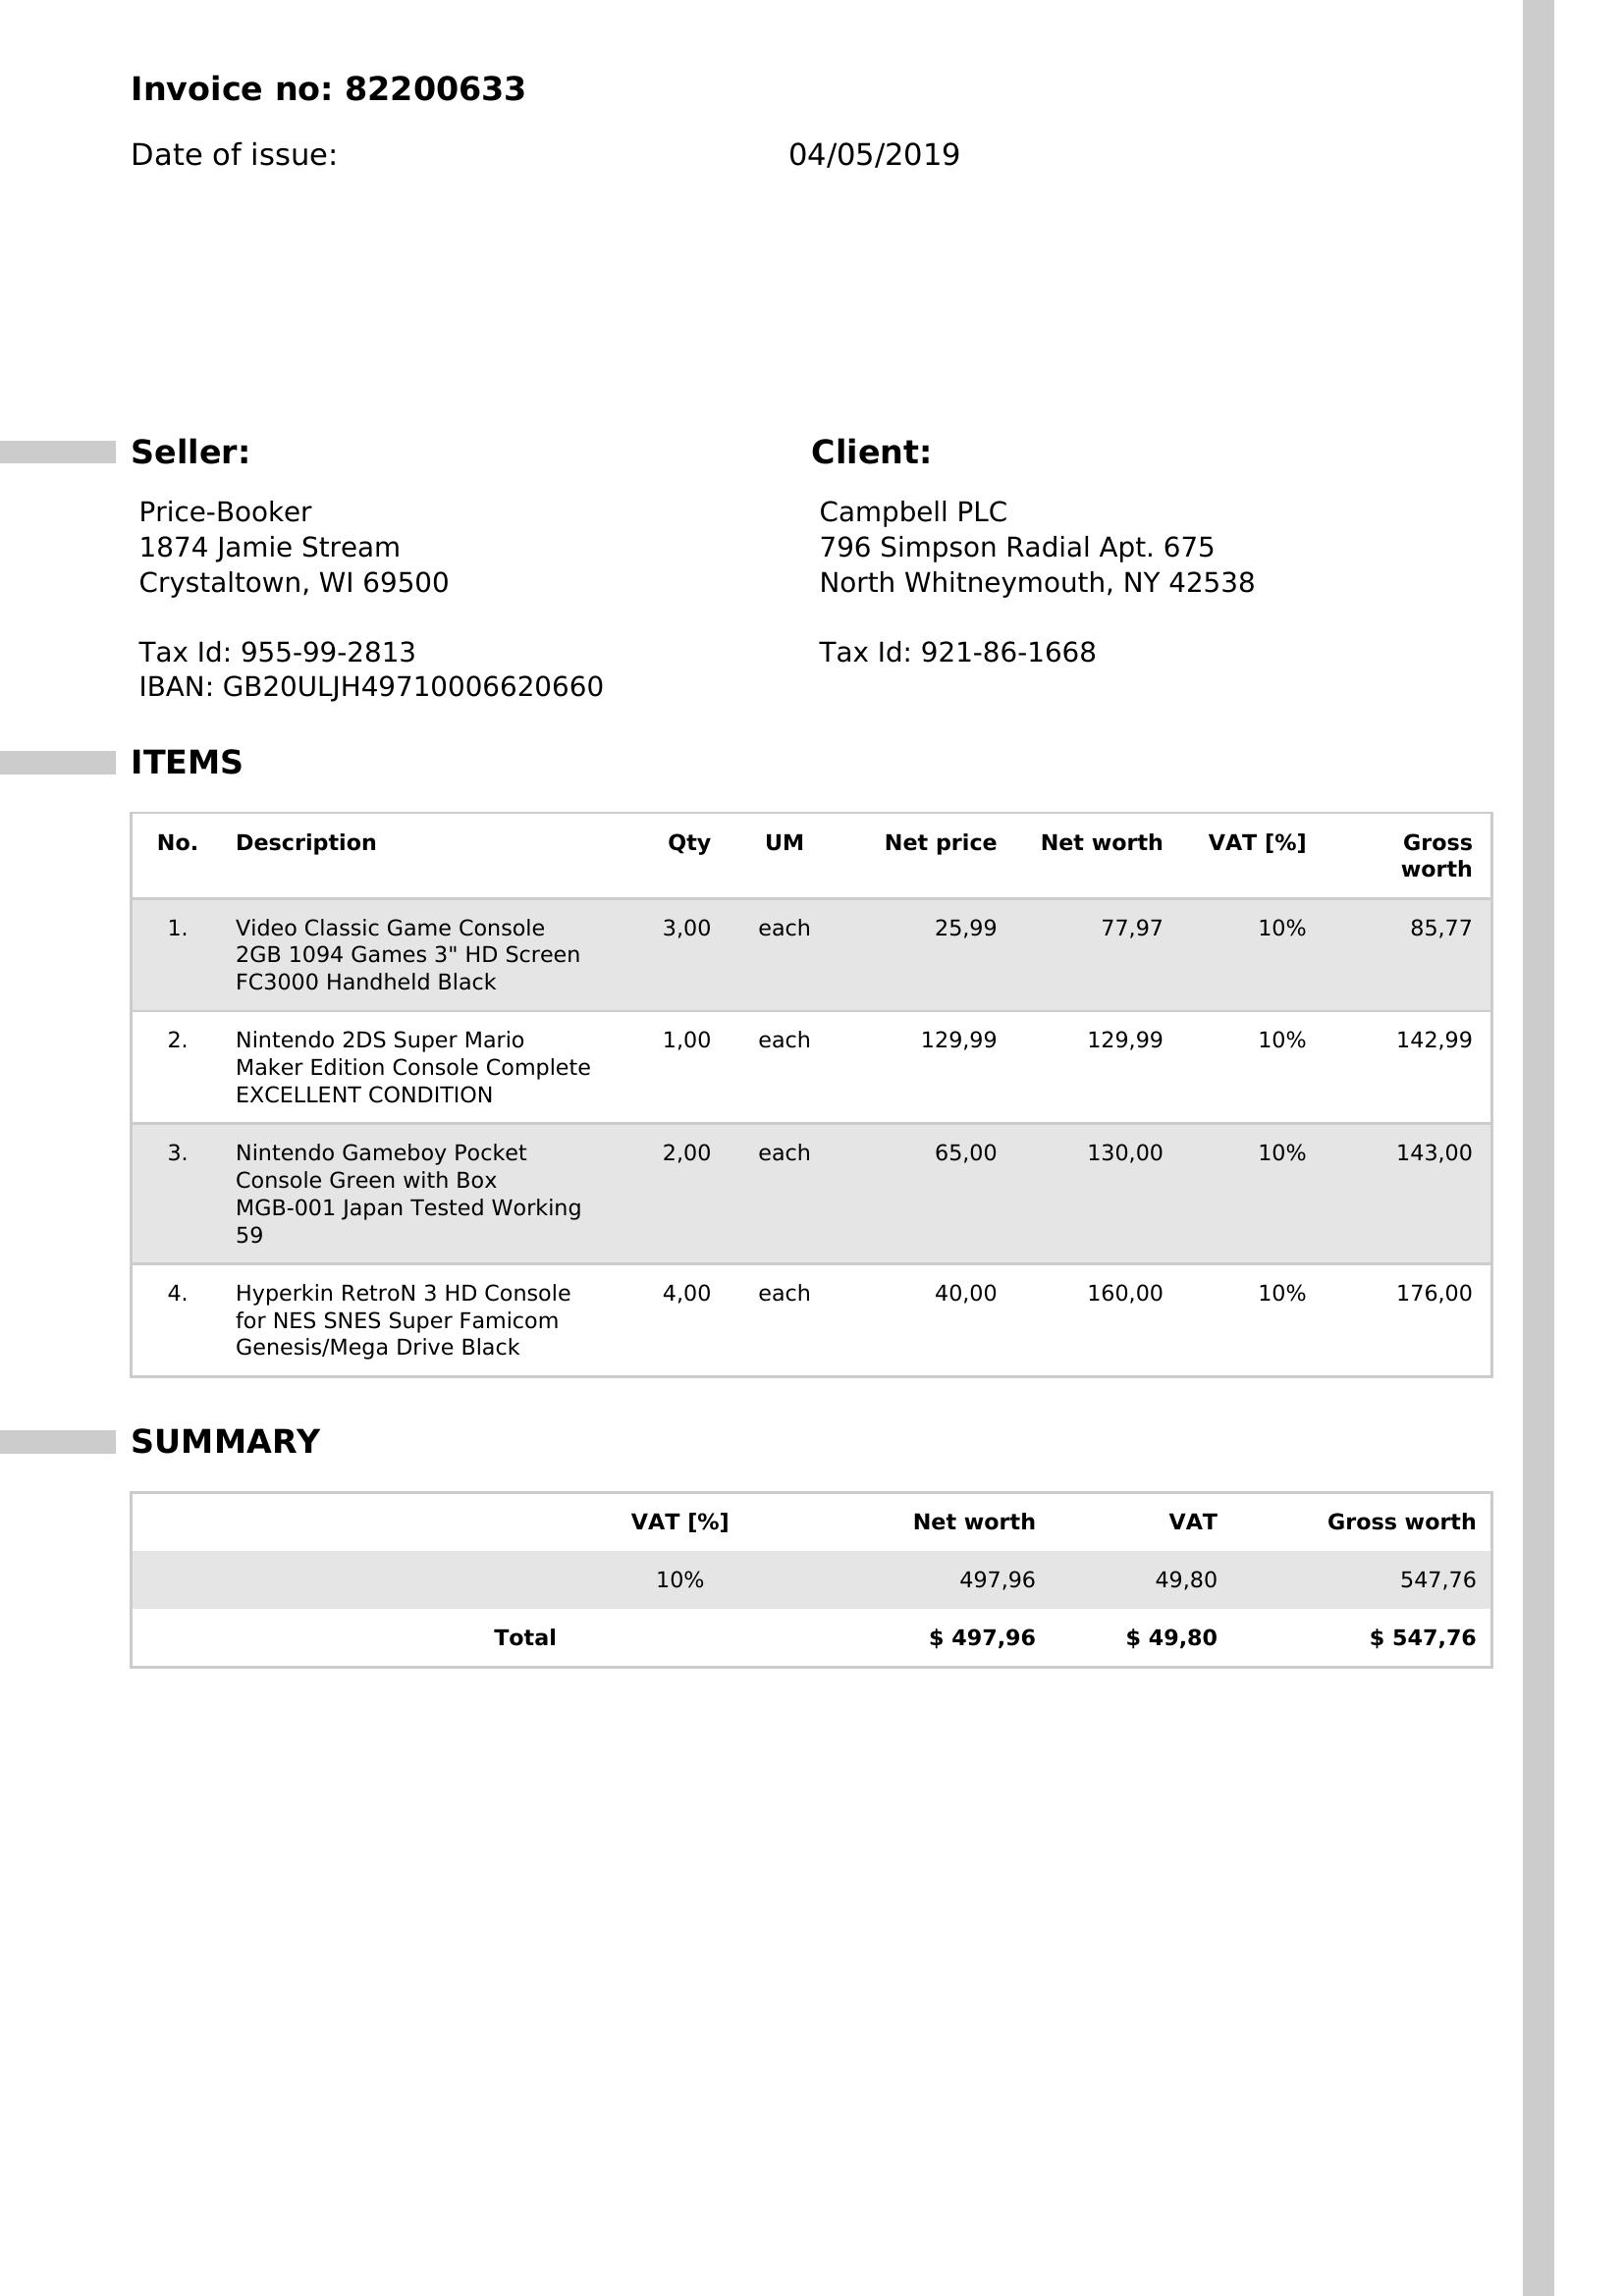 Invoice no: 82200633
Date of issue: 04/05/2019
Seller:
Price-Booker
1874 Jamie Stream
Crystaltown, WI 69500
Tax Id: 955-99-2813
IBAN: GB20ULJH49710006620660
Client:
Campbell PLC
796 Simpson Radial Apt. 675
North Whitneymouth, NY 42538
Tax Id: 921-86-1668
ITEMS
No. Description Qty UM Net price Net worth VAT [%] Gross
worth
1. Video Classic Game Console 3,00 each 25,99 77,97 10% 85,77
2GB 1094 Games 3" HD Screen
FC3000 Handheld Black
2. Nintendo 2DS Super Mario 1,00 each 129,99 129,99 10% 142,99
Maker Edition Console Complete
EXCELLENT CONDITION
3. Nintendo Gameboy Pocket 2,00 each 65,00 130,00 10% 143,00
Console Green with Box
MGB-001 Japan Tested Working
59
4. Hyperkin RetroN 3 HD Console 4,00 each 40,00 160,00 10% 176,00
for NES SNES Super Famicom
Genesis/Mega Drive Black
SUMMARY
VAT [%] Net worth VAT Gross worth
10% 497,96 49,80 547,76
Total $ 497,96 $ 49,80 $ 547,76